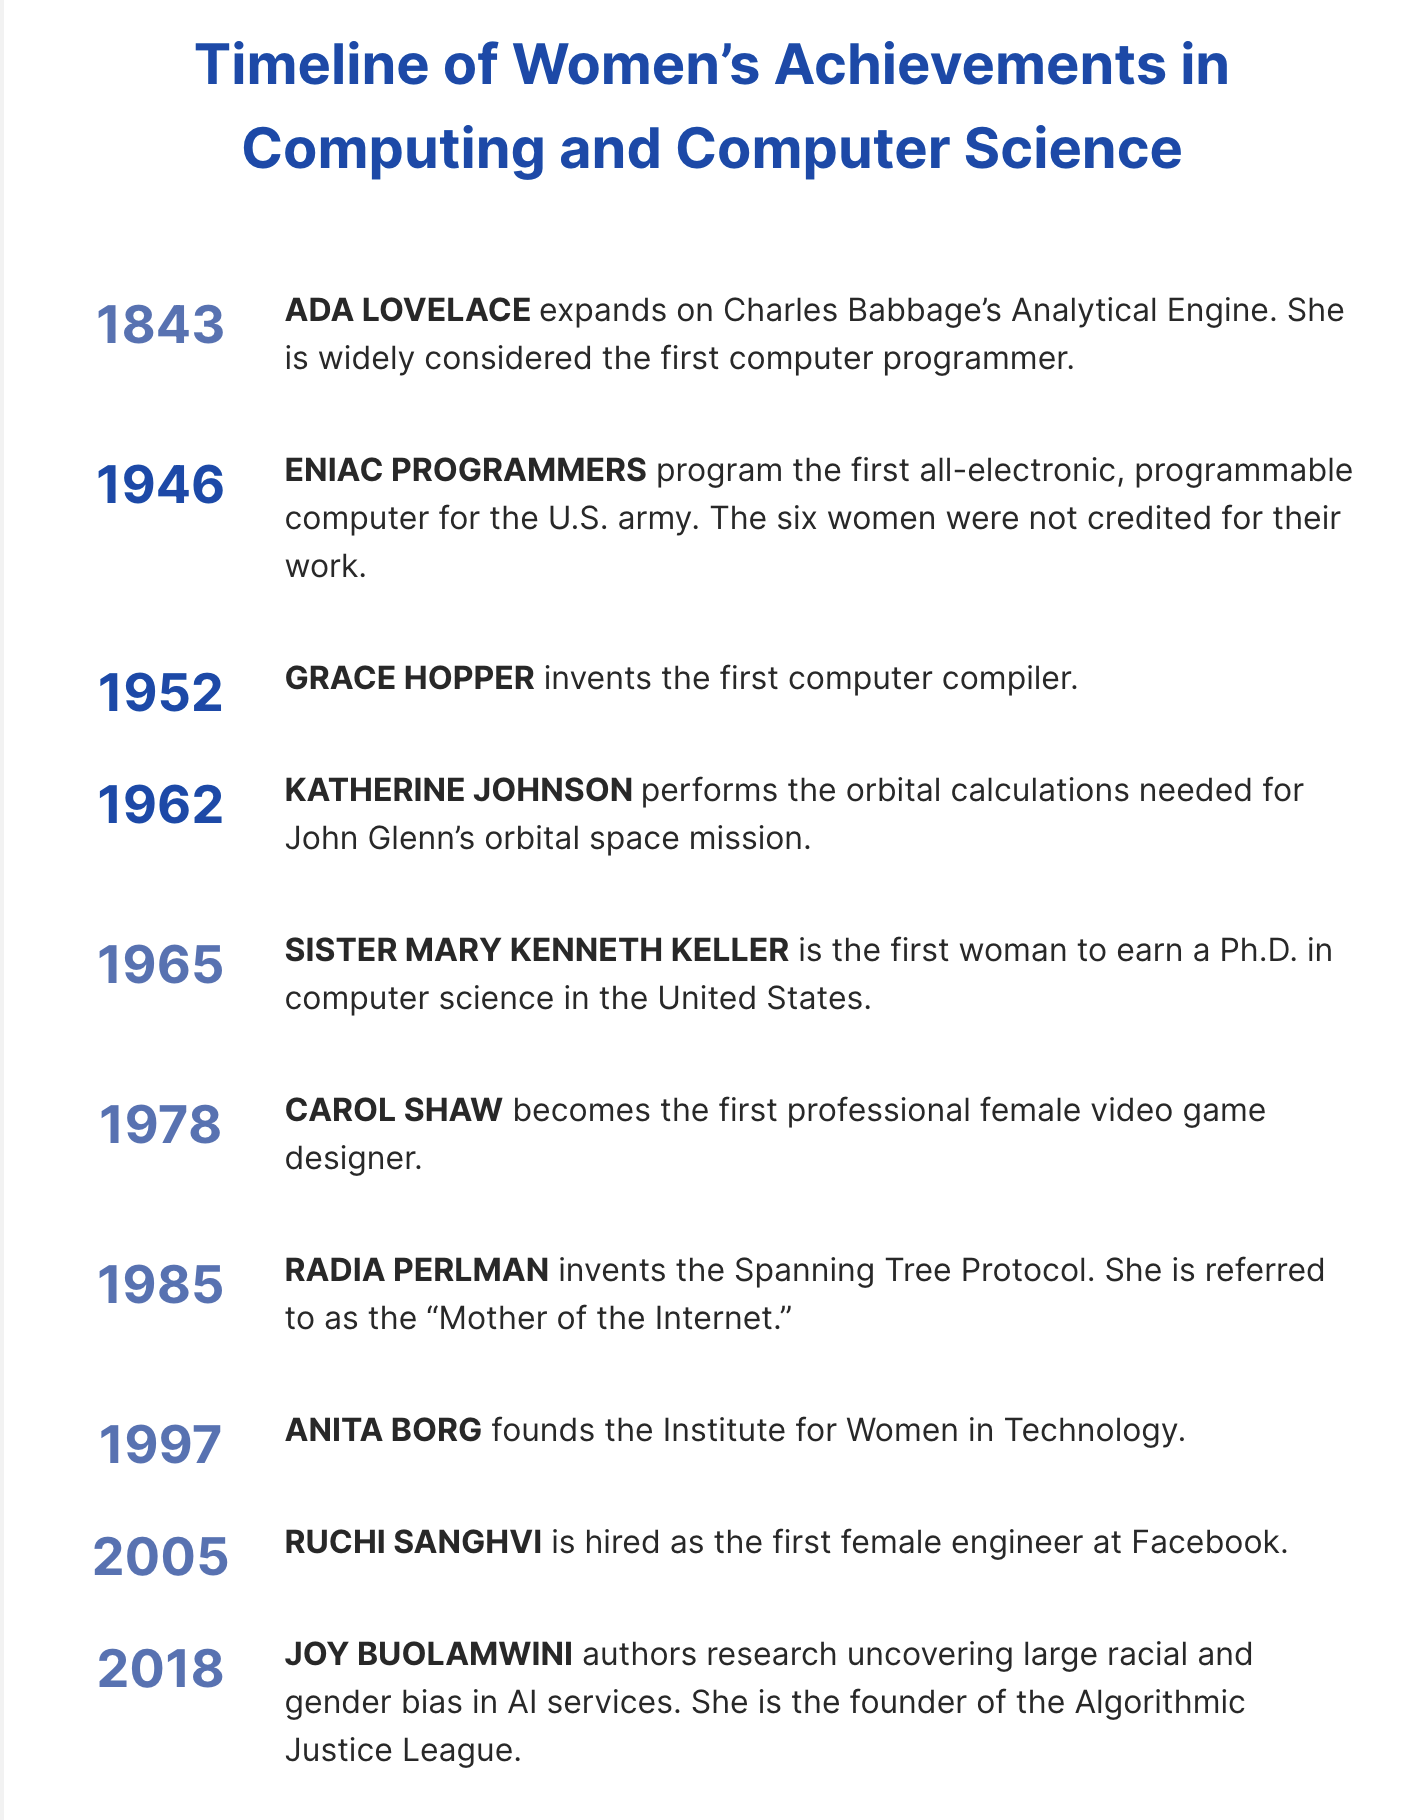 Timeline of Women’s Achievements in
Computing and Computer Science
1843
ADA LOVELACE expands on Charles Babbage’s Analytical Engine. She
is widely considered the first computer programmer.
1946
ENIAC PROGRAMMERS program the first all-electronic, programmable
computer for the U.S. army. The six women were not credited for their
work.
1952
GRACE HOPPER invents the first computer compiler.
1962
KATHERINE JOHNSON performs the orbital calculations needed for
John Glenn’s orbital space mission.
1965
SISTER MARY KENNETH KELLER is the first woman to earn a Ph.D. in
computer science in the United States.
1978
CAROL SHAW becomes the first professional female video game
designer.
1985
RADIA PERLMAN invents the Spanning Tree Protocol. She is referred
to as the “Mother of the Internet.”
1997
ANITA BORG founds the Institute for Women in Technology.
2005
RUCHI SANGHVI is hired as the first female engineer at Facebook.
2018
JOY BUOLAMWINI authors research uncovering large racial and
gender bias in AI services. She is the founder of the Algorithmic
Justice League.